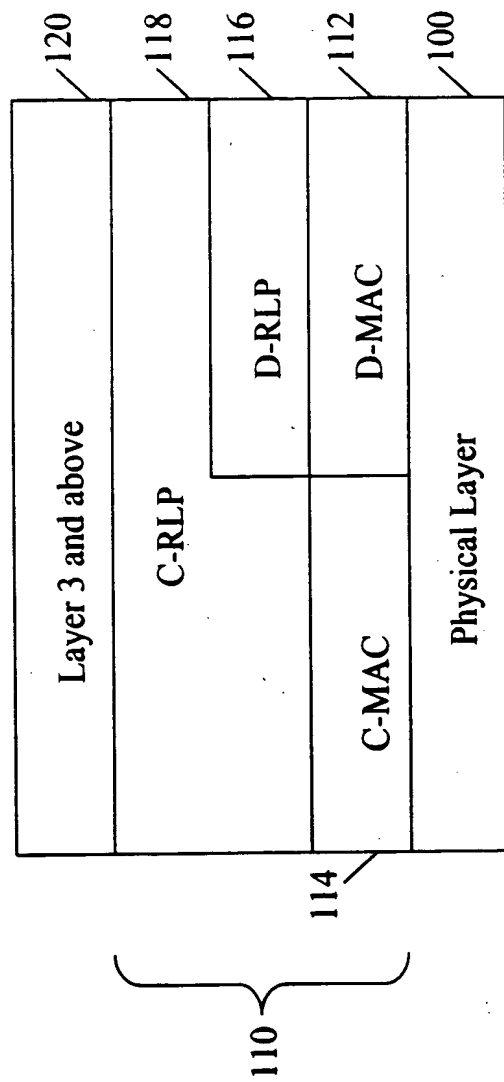 Layer 3 and above
120
C-RLP
118
D-RLP
116
110
114
C-MAC
D-MAC
112
Physical Layer
100